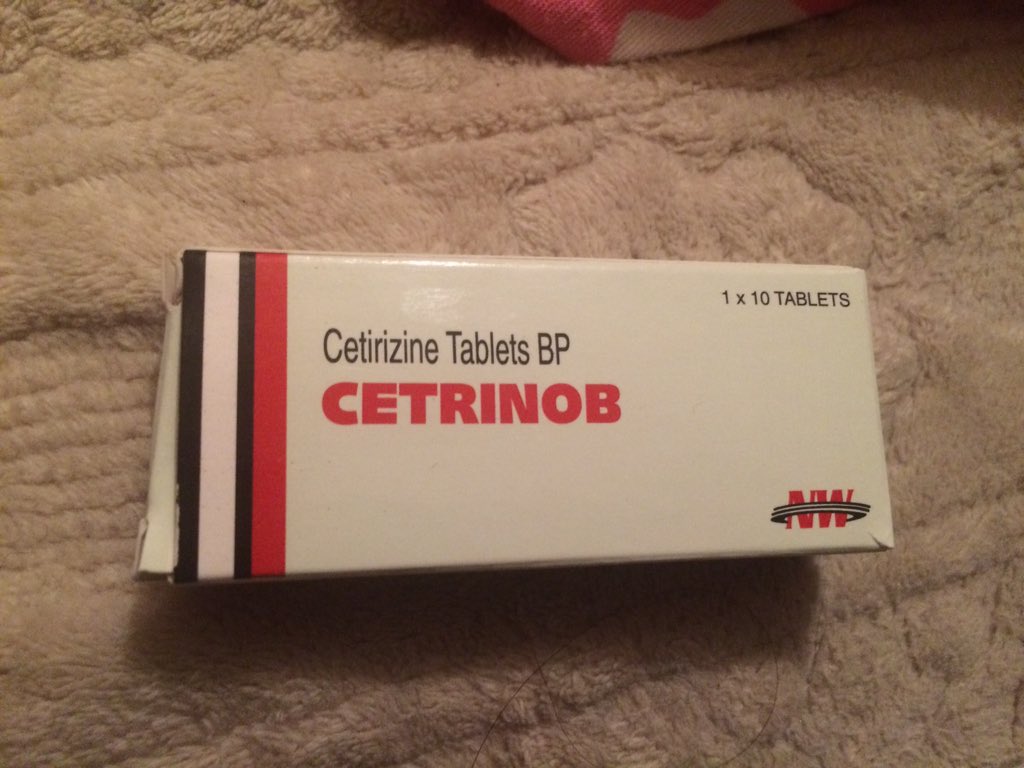 1 x 10 TABLETS
Cetirizine Tablets BP
CETRINOB
NW